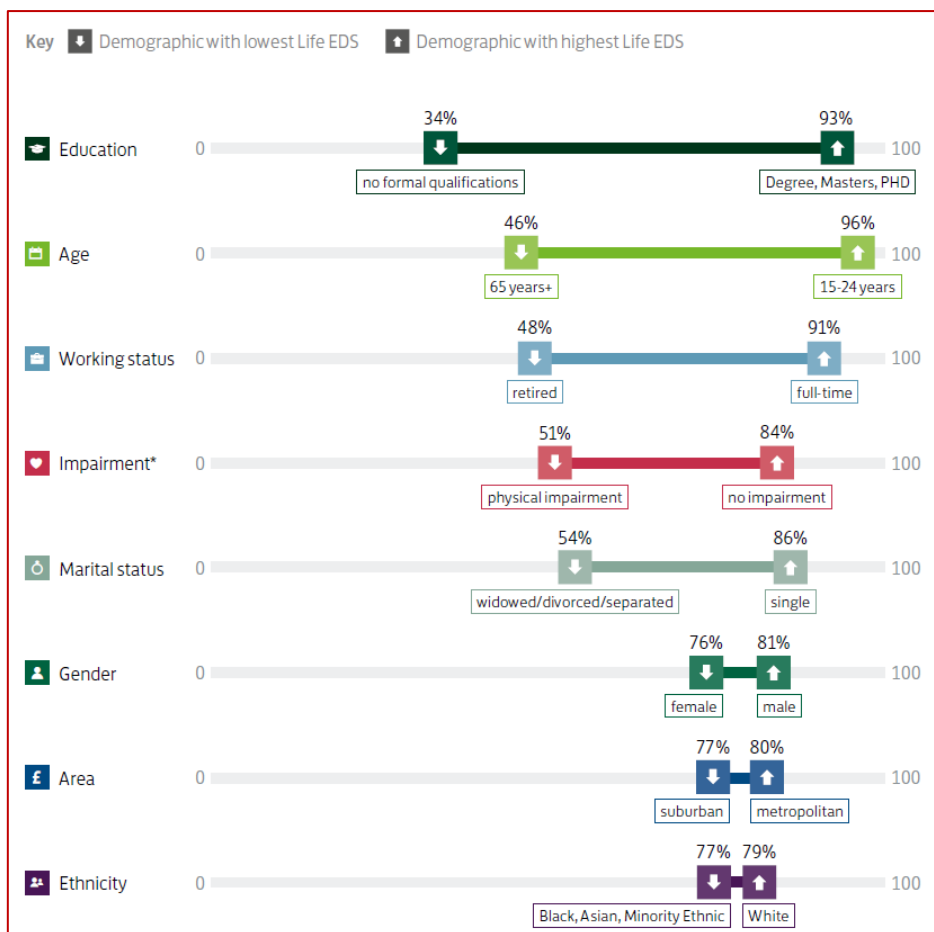 Key Demographic with lowest Life EDS Demographic with highest Life EDS
34% 93%
Education 0 100
no formal qualifications Degree, Masters, PHD
46% 96%
Age 0 100
65 years+ 15-24 years
48% 91%
Working status 0 100
retired full-time
51% 84%
Impairment* 0 100
physical impairment no impairment
54% 86%
Marital status 0 100
widowed/divorced/separated single
76% 81%
Gender 0 100
female male
77% 80%
£ Area 0 100
suburban metropolitan
77% 79%
Ethnicity 0 100
Black, Asian, Minority Ethnic White